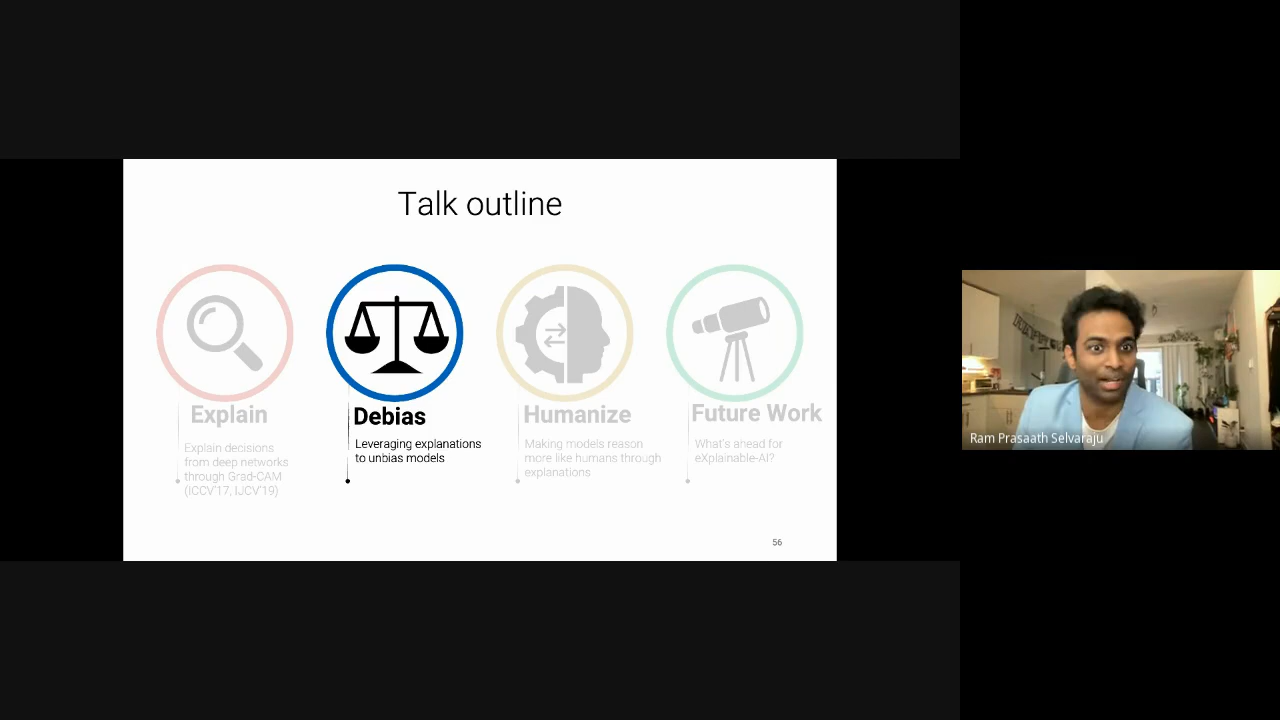 Talk outline
Explain
Explain decisions
from deep networks
through Grad-CAM
(ICCV'17, IJCV'19)
Debias
Leveraging explanations
to unbias models
Humanize
Making models reason
more like humans through
explanations
Future Work
What's ahead for
eXplainable-AI?
56
Ram Prasaath Selvaraju